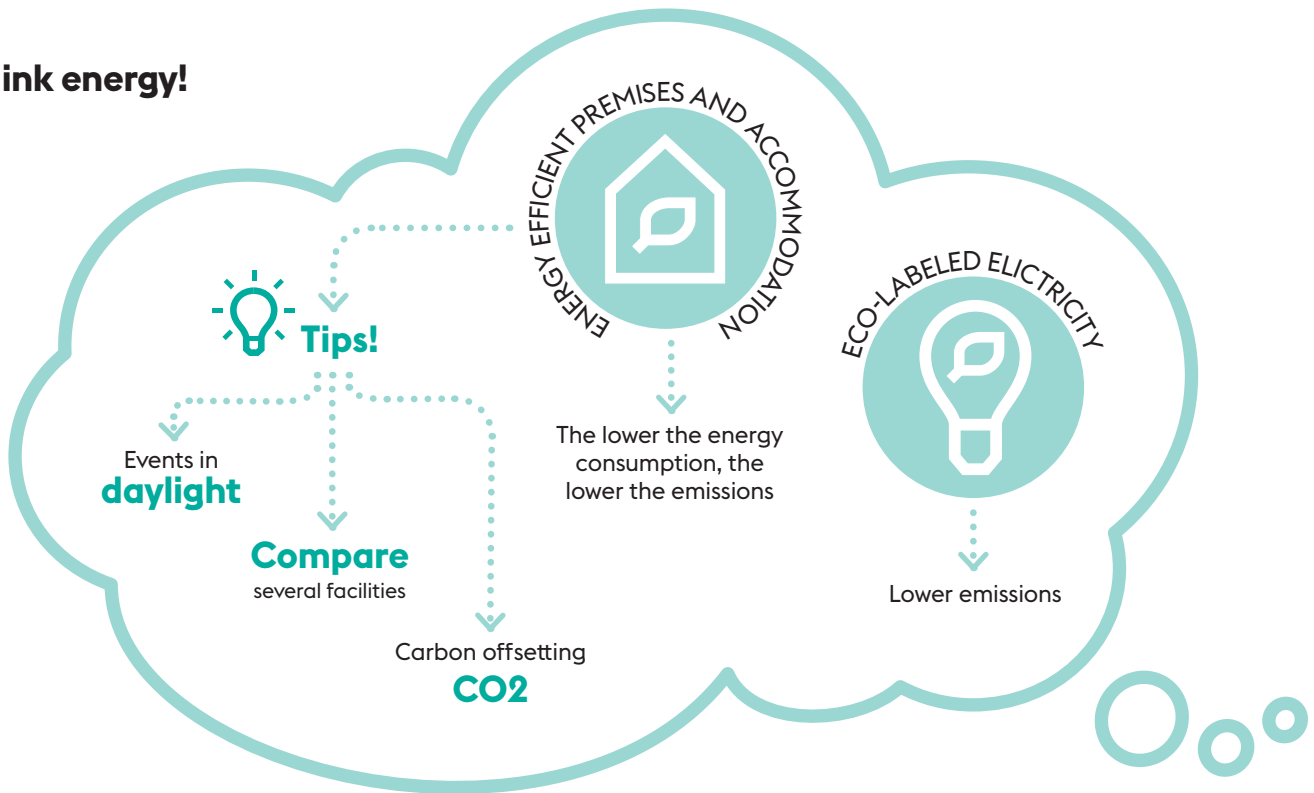 ink energy!
ENERGY EFFICIENT PREMISES AND ACCOMMODATION
ECO-LABELED ELICTRICITY
Tips!
Events in
daylight
Compare
several facilities
Carbon offsetting
CO2
The lower the energy
consumption, the
lower the emissions
Lower emissions